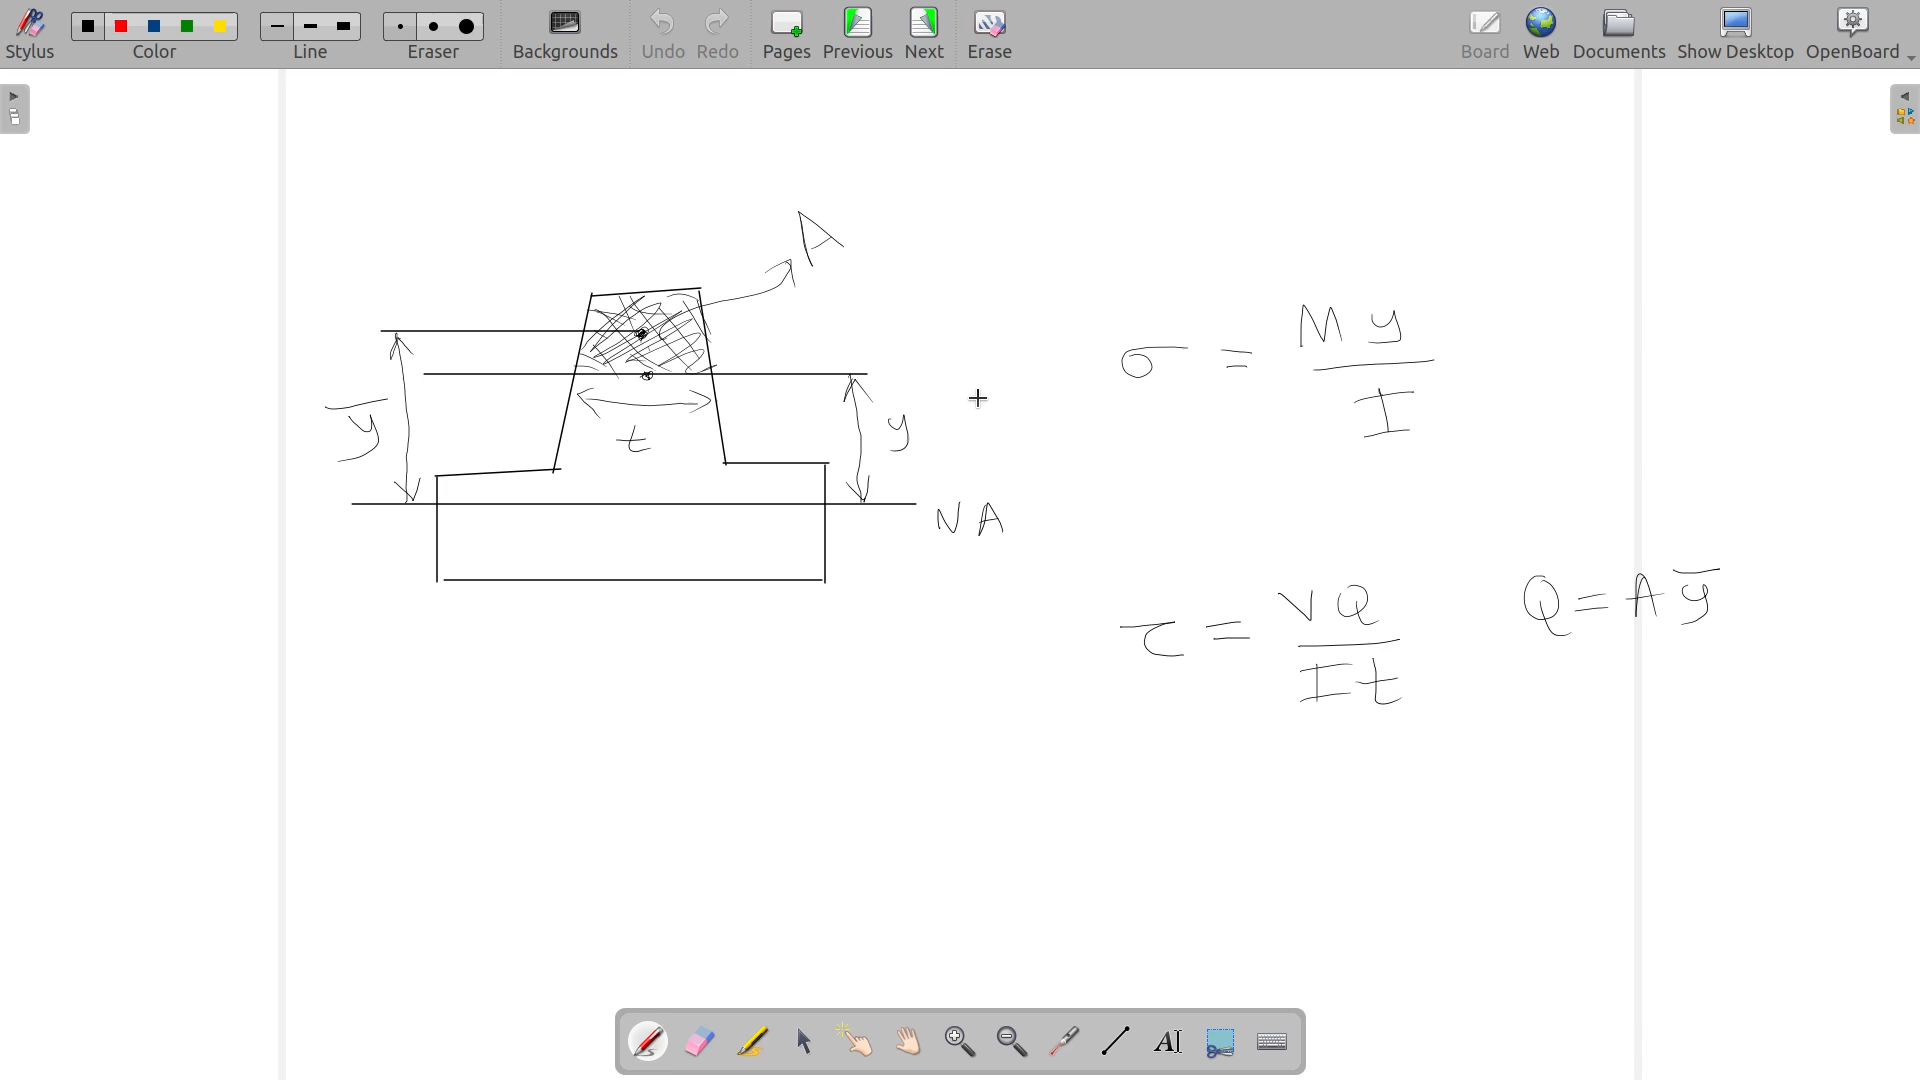 Stylus Color Line Eraser Backgrounds Undo Redo Pages Previous Next Erase Board Web Documents Show Desktop OpenBoard
A
σ = My / I
y̅
t
y
NA
τ = VQ / It
Q = A y̅
AI